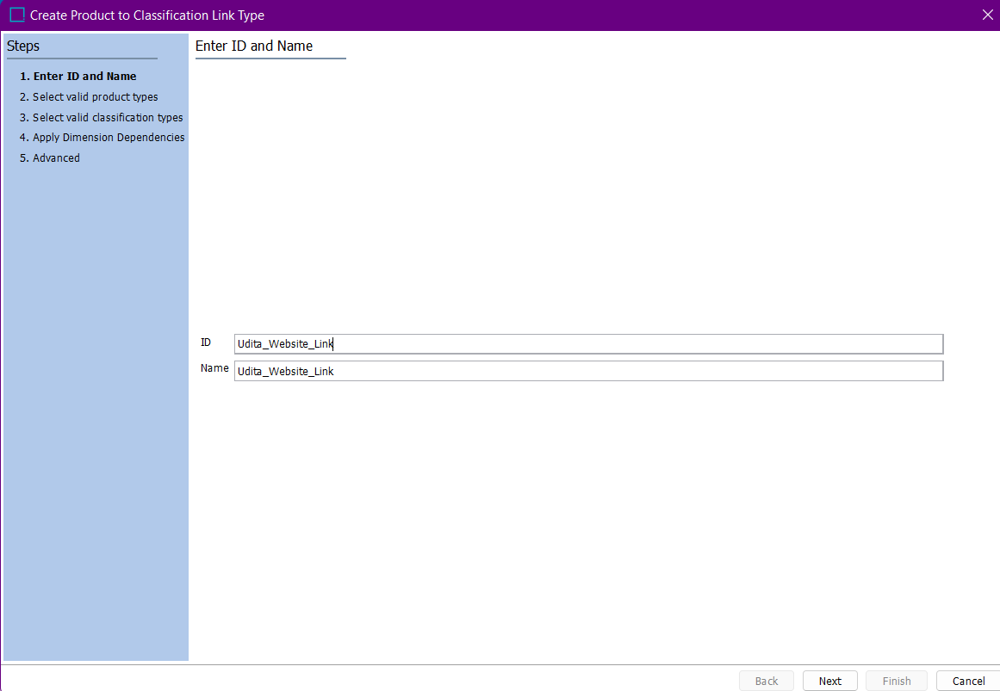 Create Product to Classification Link Type
Steps
1. Enter ID and Name
2. Select valid product types
3. Select valid classification types
4. Apply Dimension Dependencies
5. Advanced
Enter ID and Name
ID Udita_Website_Link
Name Udita_Website_Link
Back Next Finish Cancel